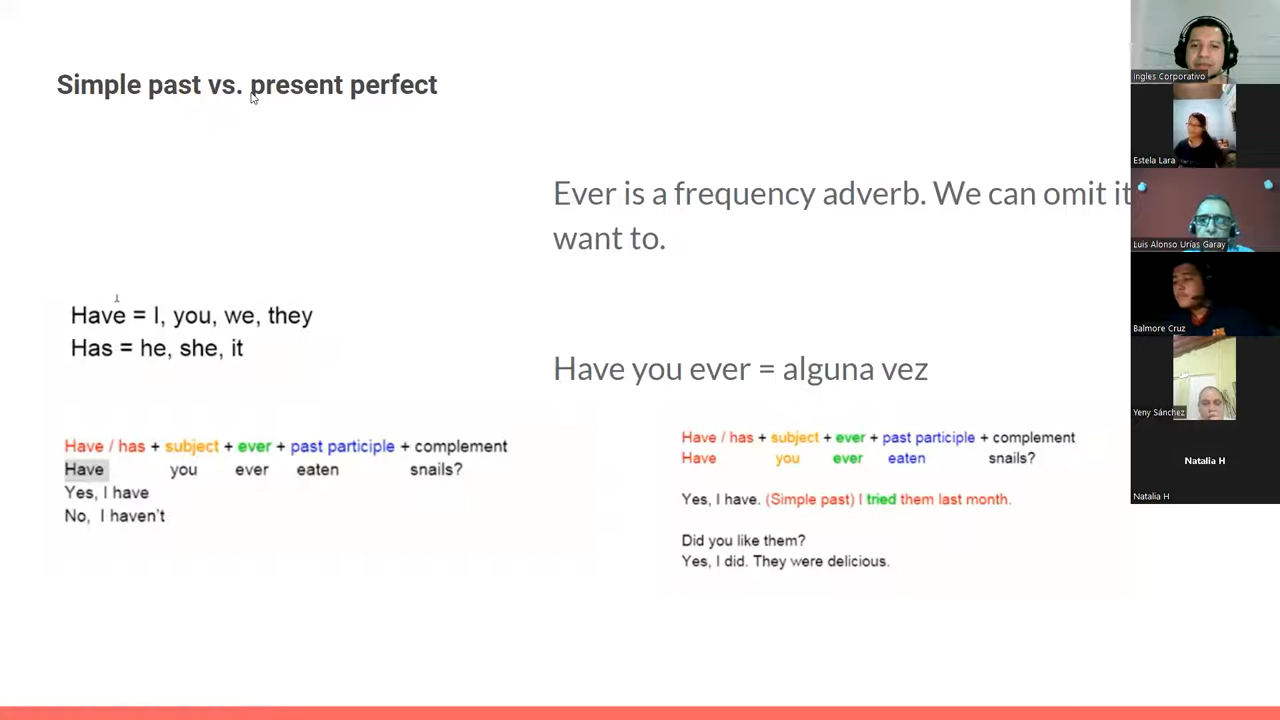 Simple past vs. present perfect
Ever is a frequency adverb. We can omit it
want to.
Have = I, you, we, they
Has = he, she, it
Have you ever = alguna vez
Have / has + subject + ever + past participle + complement
Have you ever eaten snails?
Yes, I have
No, I haven't
Have / has + subject + ever + past participle + complement
Have you ever eaten snails?
Yes, I have. (Simple past) I tried them last month.
Did you like them?
Yes, I did. They were delicious.
Ingles Corporativo
Estela Lara
Luis Alonso Urías Garay
Balmore Cruz
Yeny Sánchez
Natalia H
Natalia H